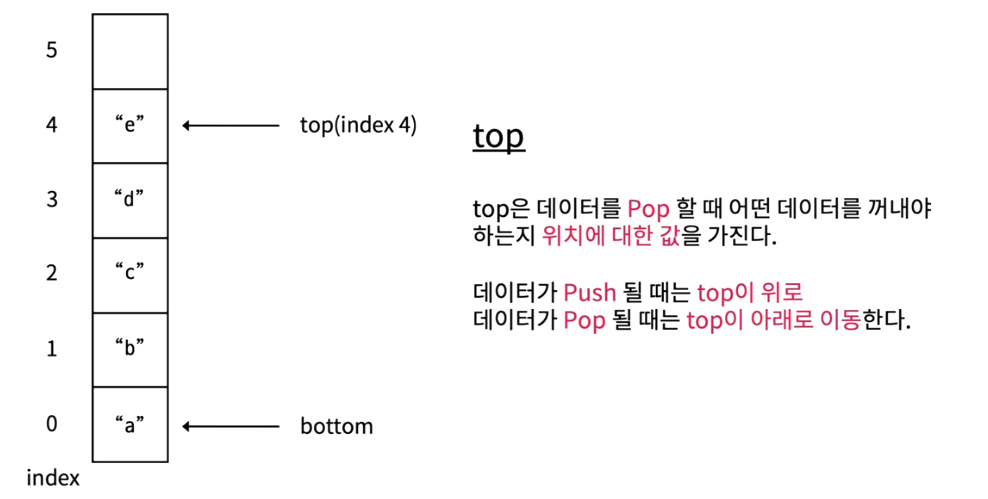 5
4 “e” top(index 4)
3 “d”
2 “c”
1 “b”
0 “a” bottom
index
top
top은 데이터를 Pop 할 때 어떤 데이터를 꺼내야
하는지 위치에 대한 값을 가진다.
데이터가 Push 될 때는 top이 위로
데이터가 Pop 될 때는 top이 아래로 이동한다.